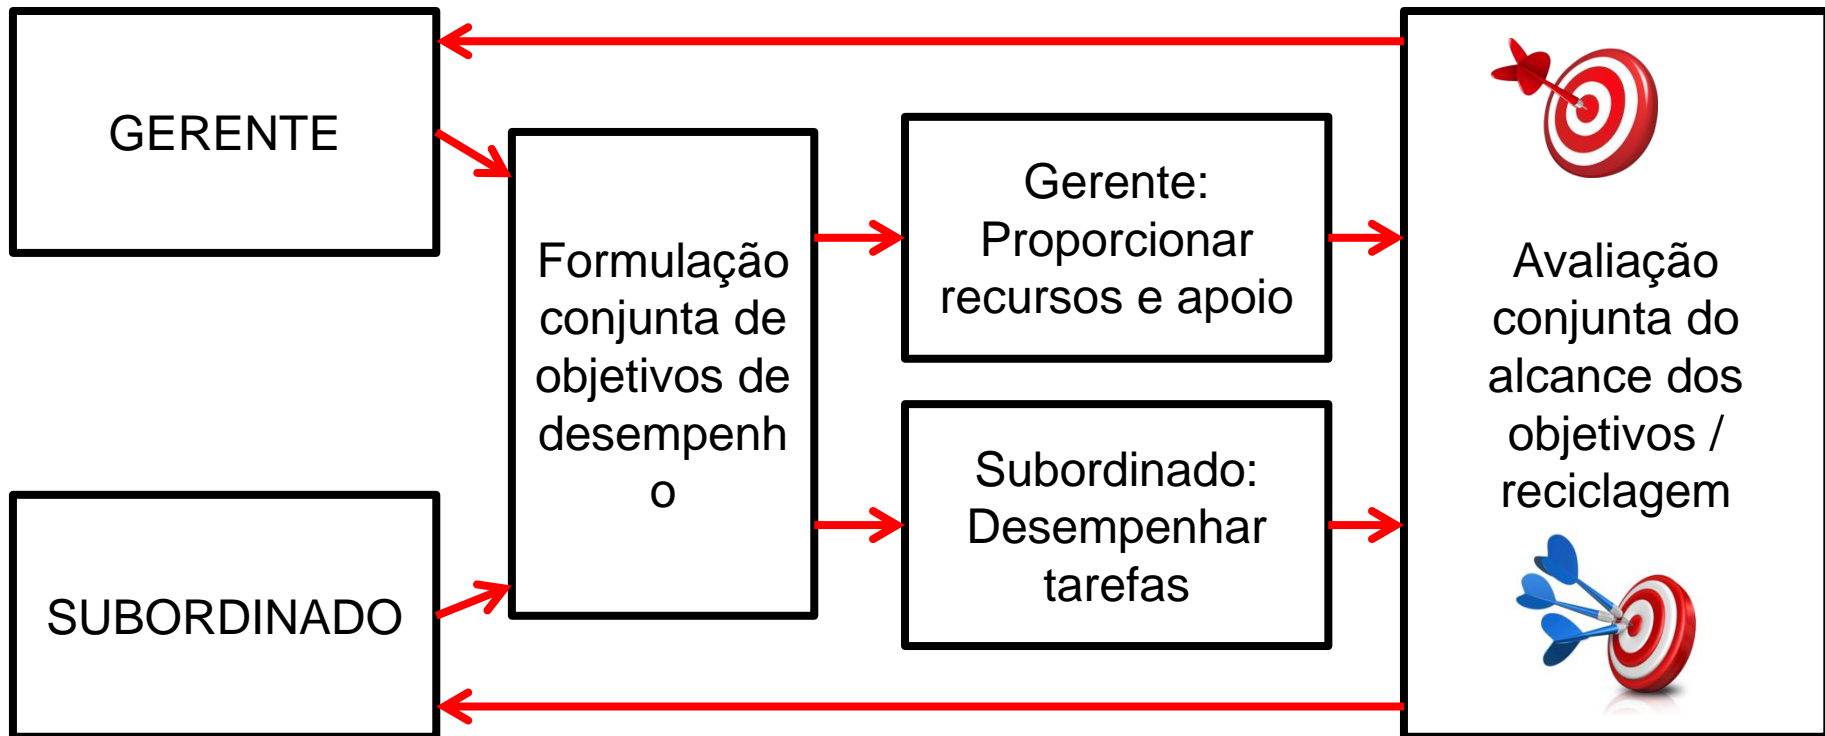 GERENTE
SUBORDINADO
Formulação
conjunta de
objetivos de
desempenh
o
Gerente:
Proporcionar
recursos e apoio
Subordinado:
Desempenhar
tarefas
Avaliação
conjunta do
alcance dos
objetivos /
reciclagem